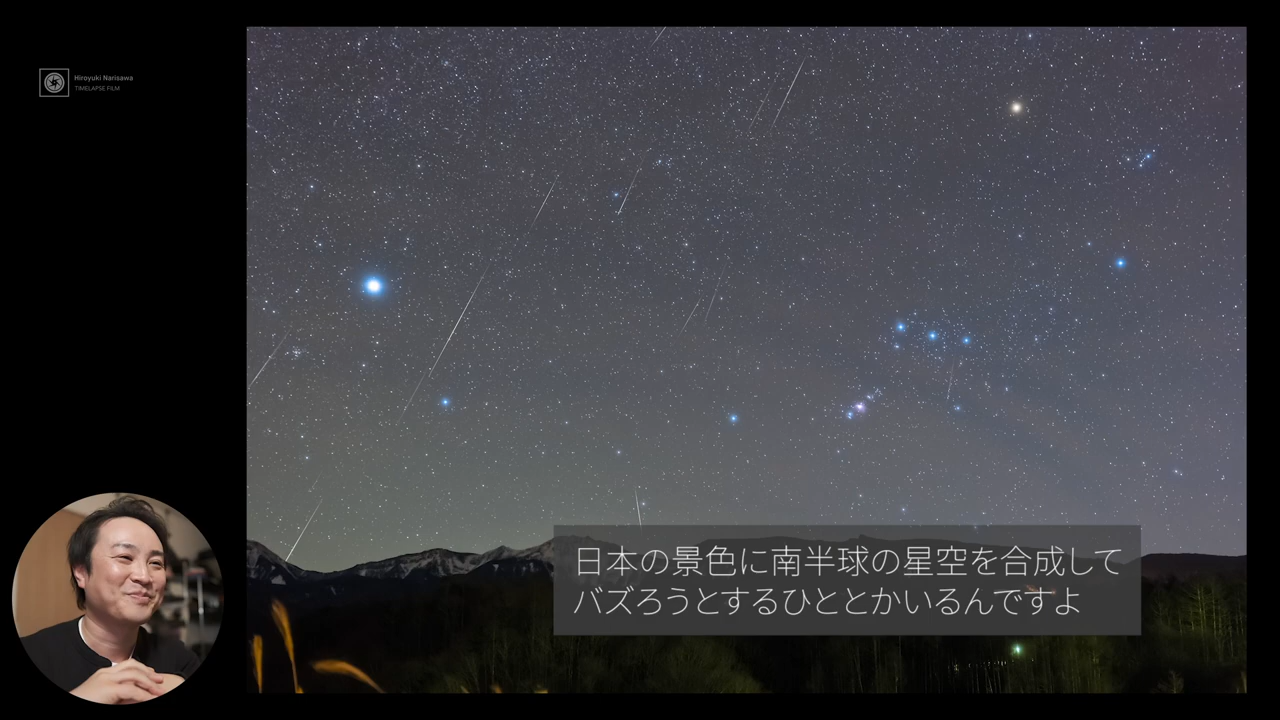 Hiroyuki Narisawa
TIMELAPSE FILM
日本の景色に南半球の星空を合成して
バズろうとするひととかいるんですよ